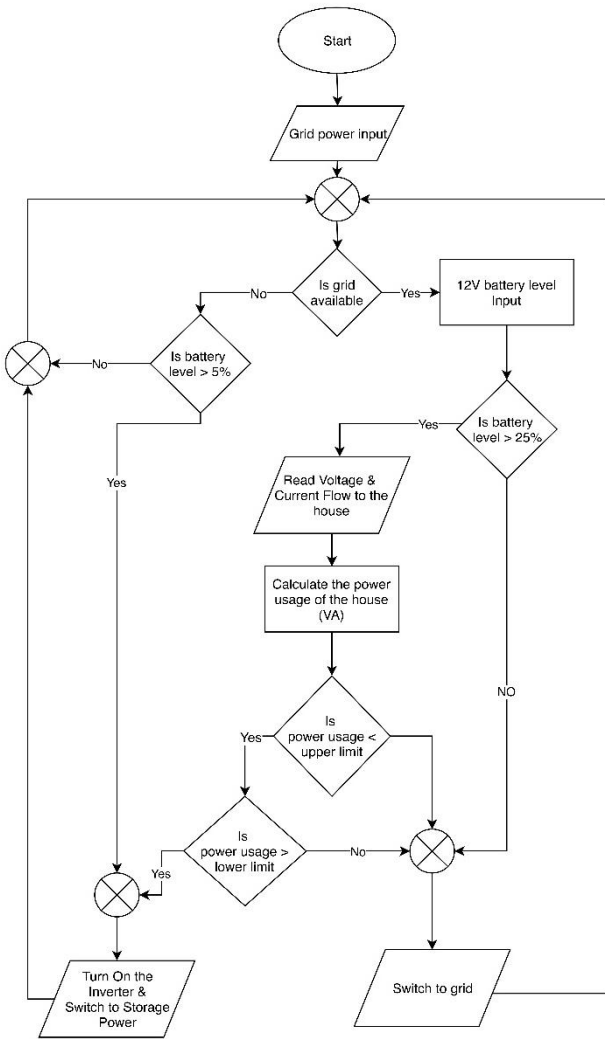 Start
Grid power input
Is grid
available
No
Yes
12V battery level
Input
Is battery
level > 5%
No
Is battery
level > 25%
Yes
Read Voltage &
Current Flow to the
house
Yes
Calculate the power
usage of the house
(VA)
NO
Is
power usage <
upper limit
Yes
Is
power usage >
lower limit
No
Yes
Turn On the
Inverter &
Switch to Storage
Power
Switch to grid